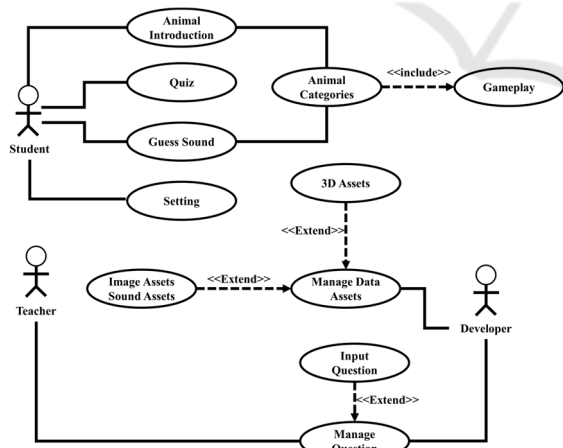 Animal
Introduction
Quiz
Animal
Categories
<<include>>
Gameplay
Guess Sound
Student
Setting
3D Assets
<<Extend>>
Image Assets
Sound Assets
<<Extend>>
Manage Data
Assets
Teacher
Developer
Input
Question
<<Extend>>
Manage
Question